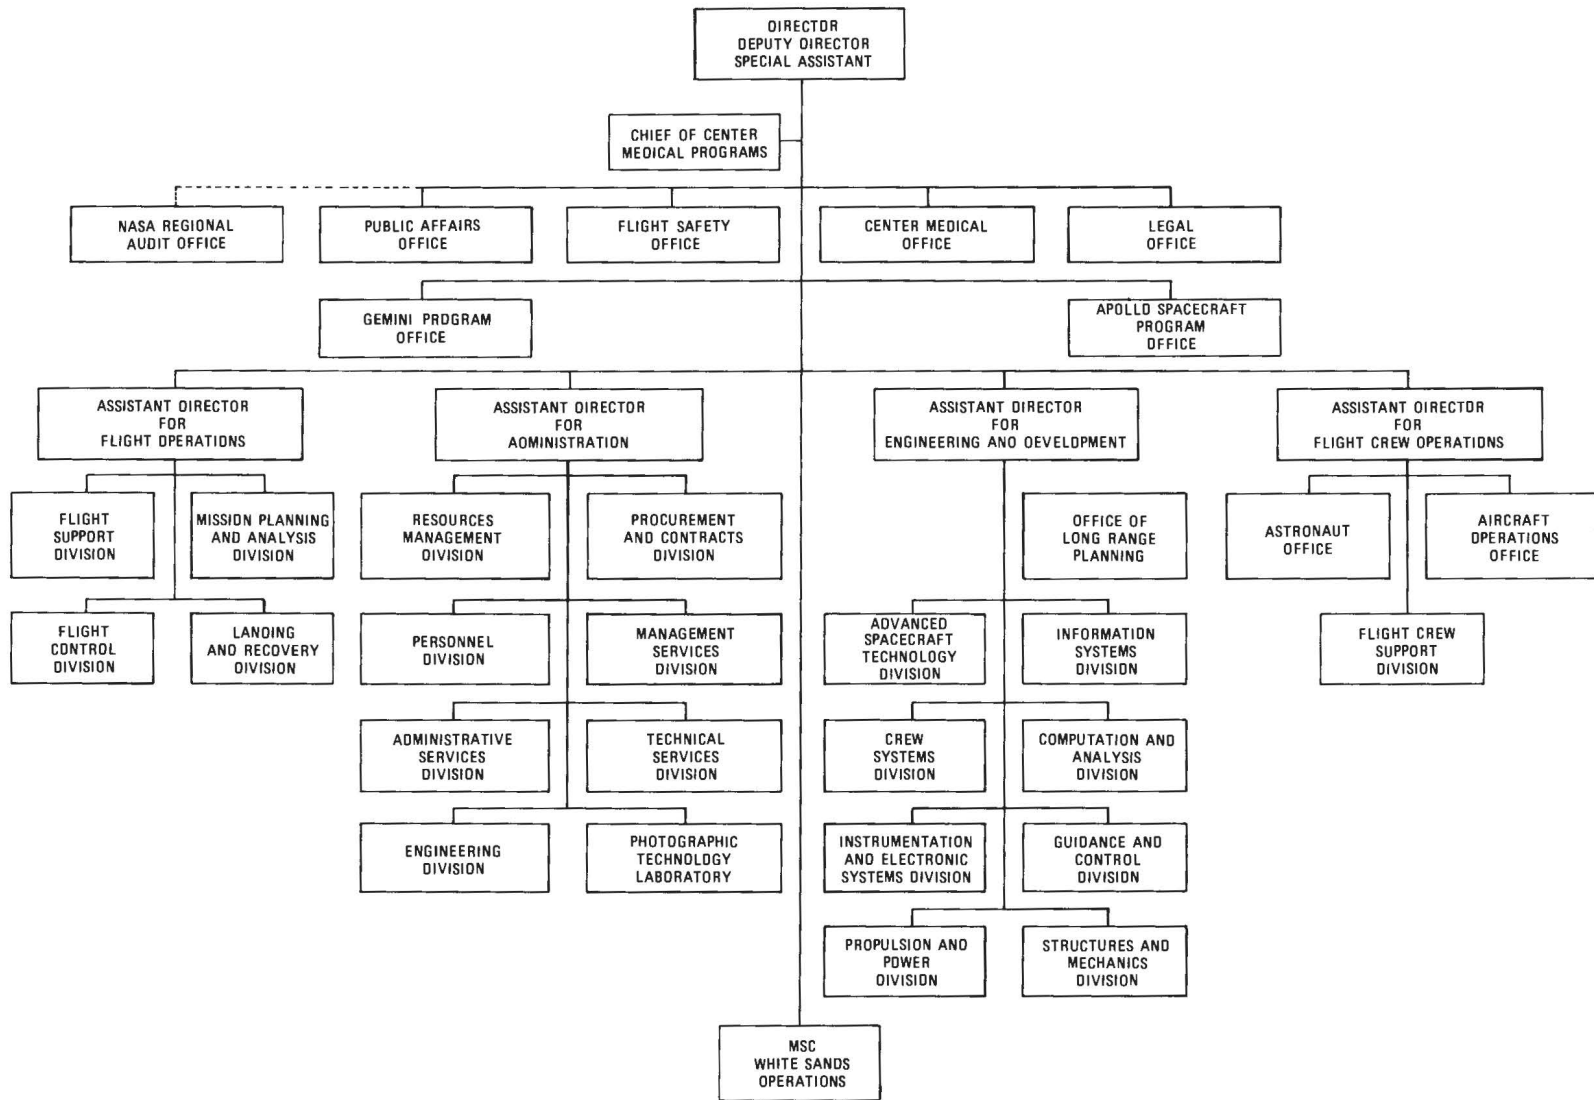 DIRECTOR
DEPUTY DIRECTOR
SPECIAL ASSISTANT
CHIEF OF CENTER
MEDICAL PROGRAMS
NASA REGIONAL
AUDIT OFFICE
PUBLIC AFFAIRS
OFFICE
FLIGHT SAFETY
OFFICE
CENTER MEDICAL
OFFICE
LEGAL
OFFICE
GEMINI PROGRAM
OFFICE
APOLLO SPACECRAFT
PROGRAM
OFFICE
ASSISTANT DIRECTOR
FOR
FLIGHT OPERATIONS
ASSISTANT DIRECTOR
FOR
ADMINISTRATION
ASSISTANT DIRECTOR
FOR
ENGINEERING AND DEVELOPMENT
ASSISTANT DIRECTOR
FOR
FLIGHT CREW OPERATIONS
FLIGHT
SUPPORT
DIVISION
MISSION PLANNING
AND ANALYSIS
DIVISION
RESOURCES
MANAGEMENT
DIVISION
PROCUREMENT
AND CONTRACTS
DIVISION
OFFICE OF
LONG RANGE
PLANNING
ASTRONAUT
OFFICE
AIRCRAFT
OPERATIONS
OFFICE
FLIGHT
CONTROL
DIVISION
LANDING
AND RECOVERY
DIVISION
PERSONNEL
DIVISION
MANAGEMENT
SERVICES
DIVISION
ADVANCED
SPACECRAFT
TECHNOLOGY
DIVISION
INFORMATION
SYSTEMS
DIVISION
FLIGHT CREW
SUPPORT
DIVISION
ADMINISTRATIVE
SERVICES
DIVISION
TECHNICAL
SERVICES
DIVISION
CREW
SYSTEMS
DIVISION
COMPUTATION AND
ANALYSIS
DIVISION
ENGINEERING
DIVISION
PHOTOGRAPHIC
TECHNOLOGY
LABORATORY
INSTRUMENTATION
AND ELECTRONIC
SYSTEMS DIVISION
GUIDANCE AND
CONTROL
DIVISION
PROPULSION AND
POWER
DIVISION
STRUCTURES AND
MECHANICS
DIVISION
MSC
WHITE SANDS
OPERATIONS